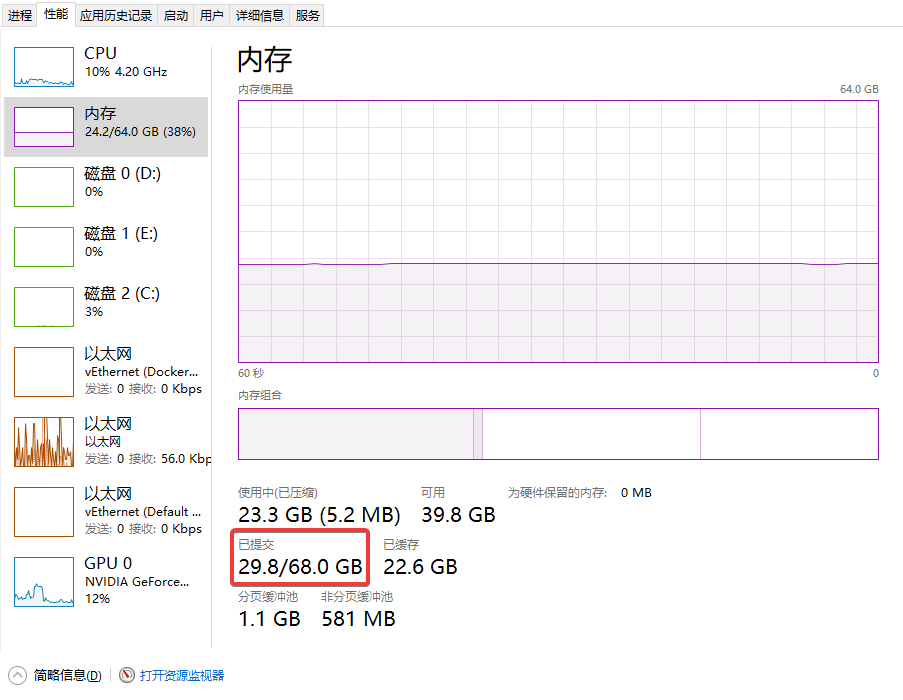 进程 性能 应用历史记录 启动 用户 详细信息 服务
CPU
10% 4.20 GHz
内存
24.2/64.0 GB (38%)
磁盘 0 (D:)
0%
磁盘 1 (E:)
0%
磁盘 2 (C:)
3%
以太网
vEthernet (Docker...
发送: 0 接收: 0 Kbps
以太网
以太网
发送: 0 接收: 56.0 Kbp
以太网
vEthernet (Default ...
发送: 0 接收: 0 Kbps
GPU 0
NVIDIA GeForce...
12%
内存
内存使用量 64.0 GB
60 秒 0
内存组合
使用中(已压缩) 可用 为硬件保留的内存: 0 MB
23.3 GB (5.2 MB) 39.8 GB
已提交 已缓存
29.8/68.0 GB 22.6 GB
分页缓冲池 非分页缓冲池
1.1 GB 581 MB
简略信息(D) 打开资源监视器